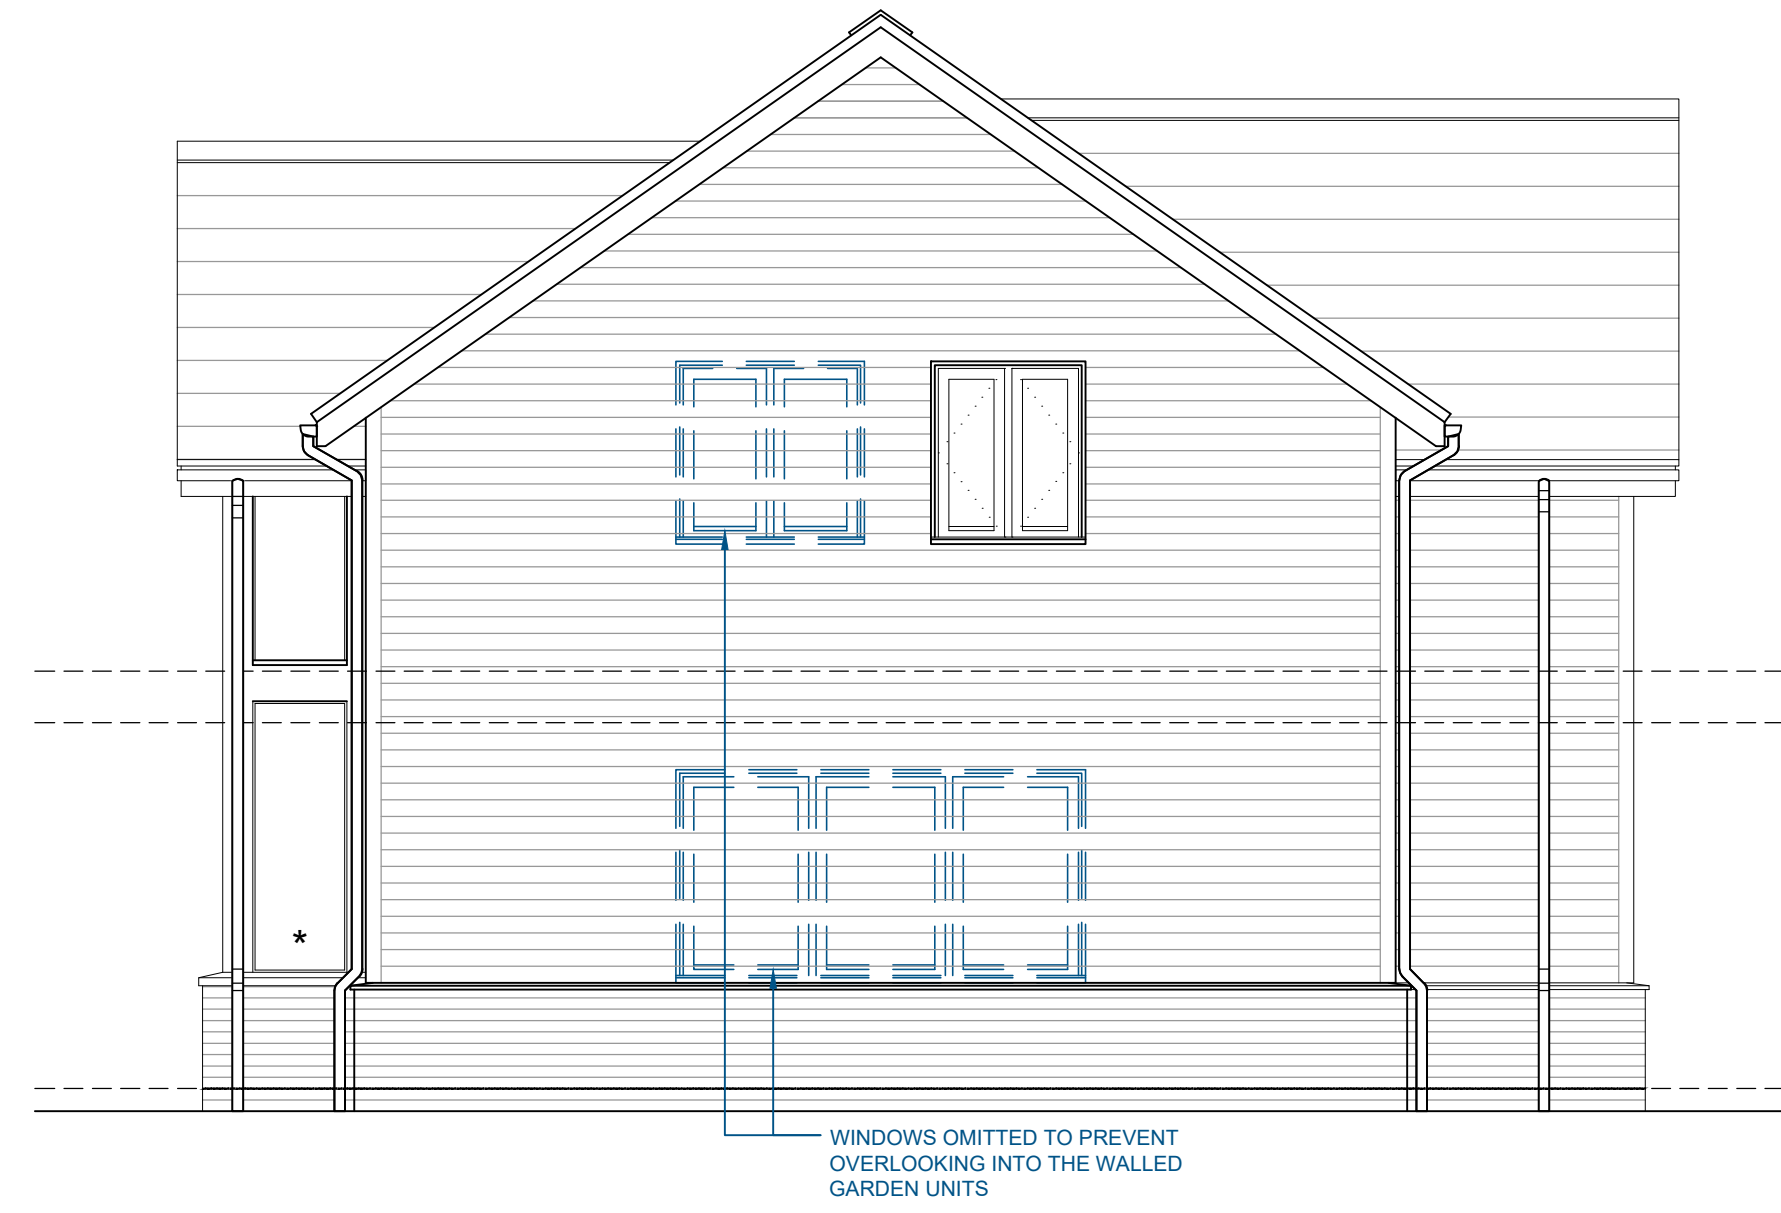 *
WINDOWS OMITTED TO PREVENT
OVERLOOKING INTO THE WALLED
GARDEN UNITS